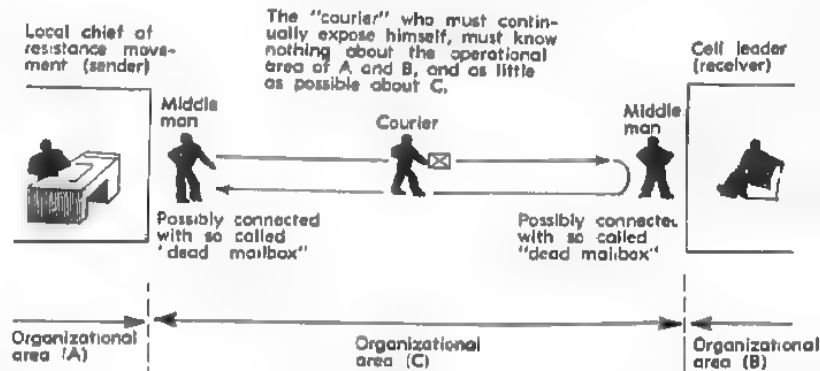 Local chief of
resistance move-
ment (sender)
The "courier" who must contin-
ually expose himself, must know
nothing about the operational
area of A and B, and as little
as possible about C.
Cell leader
(receiver)
Middle
man
Courier
Middle
man
Possibly connected
with so called
"dead mailbox"
Possibly connected
with so called
"dead mailbox"
Organizational
area (A)
Organizational
area (C)
Organizational
area (B)